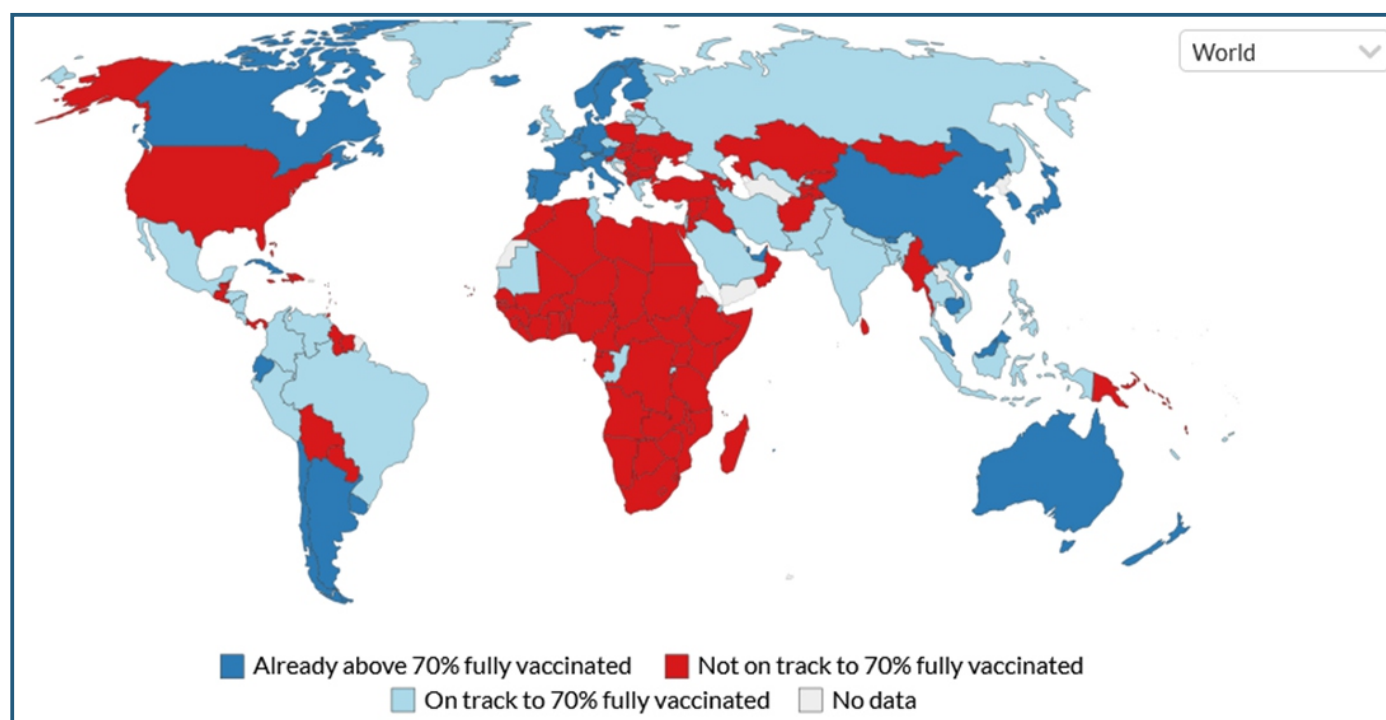 World
Already above 70% fully vaccinated Not on track to 70% fully vaccinated
On track to 70% fully vaccinated No data